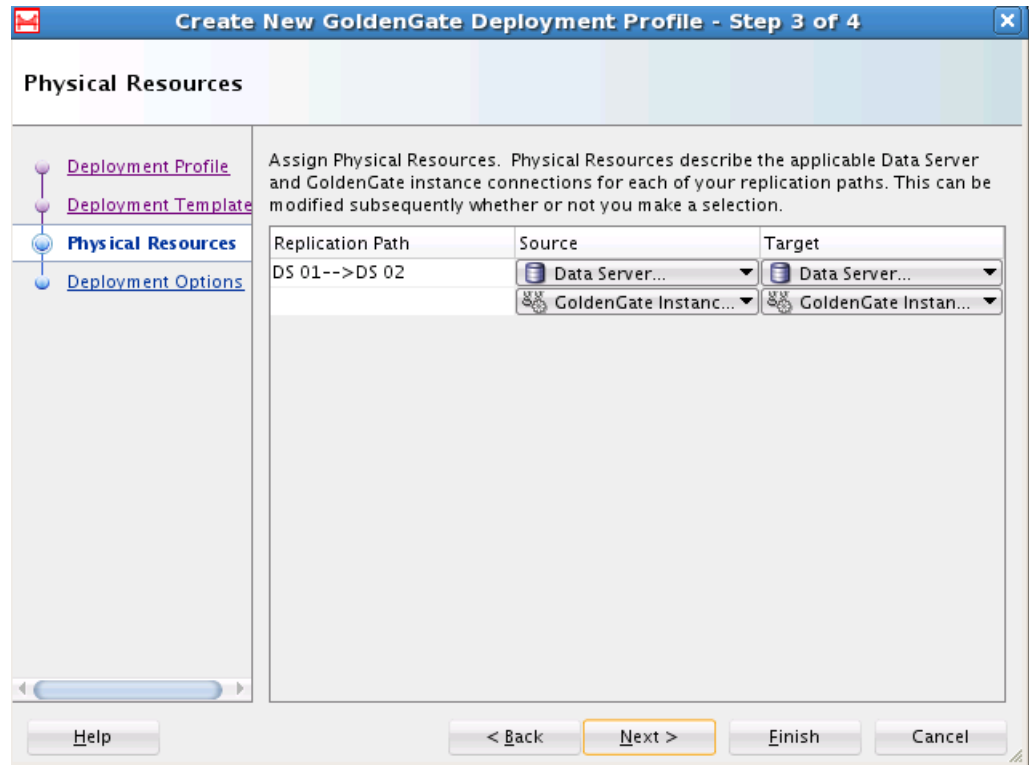 Create New GoldenGate Deployment Profile - Step 3 of 4
Physical Resources
Deployment Profile
Deployment Template
Physical Resources
Deployment Options
Assign Physical Resources. Physical Resources describe the applicable Data Server
and GoldenGate instance connections for each of your replication paths. This can be
modified subsequently whether or not you make a selection.
Replication Path Source Target
DS 01-->DS 02 Data Server... Data Server...
GoldenGate Instanc... GoldenGate Instan...
Help < Back Next > Finish Cancel